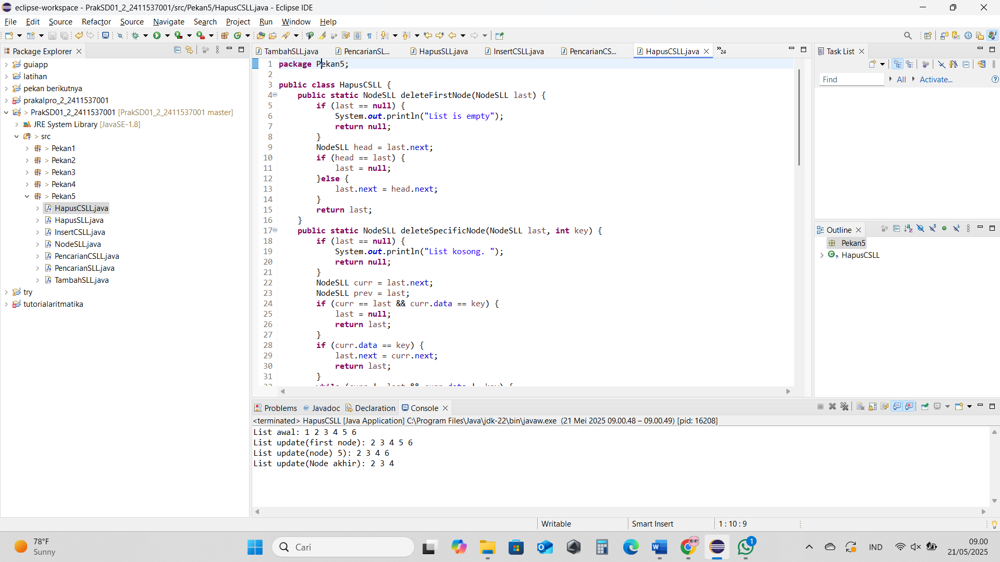 eclipse-workspace - PrakSD01_2_2411537001/src/Pekan5/HapusCSLL.java - Eclipse IDE
File Edit Source Refactor Source Navigate Search Project Run Window Help
Package Explorer
TambahSLL.java PencarianSL... HapusSLL.java InsertCSLL.java PencarianCS... HapusCSLL.java »24
Task List
guiapp
latihan
pekan berikutnya
prakalpro_2_2411537001
> PrakSD01_2_2411537001 [PrakSD01_2_2411537001 master]
JRE System Library [JavaSE-1.8]
> src
> Pekan1
> Pekan2
> Pekan3
> Pekan4
> Pekan5
HapusCSLL.java
HapusSLL.java
InsertCSLL.java
NodeSLL.java
PencarianCSLL.java
PencarianSLL.java
TambahSLL.java
try
tutorialaritmatika
1 package Pekan5;
2
3 public class HapusCSLL {
4 public static NodeSLL deleteFirstNode(NodeSLL last) {
5 if (last == null) {
6 System.out.println("List is empty");
7 return null;
8 }
9 NodeSLL head = last.next;
10 if (head == last) {
11 last = null;
12 }else {
13 last.next = head.next;
14 }
15 return last;
16 }
17 public static NodeSLL deleteSpecificNode(NodeSLL last, int key) {
18 if (last == null) {
19 System.out.println("List kosong. ");
20 return null;
21 }
22 NodeSLL curr = last.next;
23 NodeSLL prev = last;
24 if (curr == last && curr.data == key) {
25 last = null;
26 return last;
27 }
28 if (curr.data == key) {
29 last.next = curr.next;
30 return last;
31 }
Find All Activate...
Outline
Pekan5
HapusCSLL
Problems @ Javadoc Declaration Console
<terminated> HapusCSLL [Java Application] C:\Program Files\Java\jdk-22\bin\javaw.exe (21 Mei 2025 09.00.48 – 09.00.49) [pid: 16208]
List awal: 1 2 3 4 5 6
List update(first node): 2 3 4 5 6
List update(node) 5): 2 3 4 6
List update(Node akhir): 2 3 4
Writable Smart Insert 1 : 10 : 9
78°F
Sunny
Cari
1
IND
09.00
21/05/2025